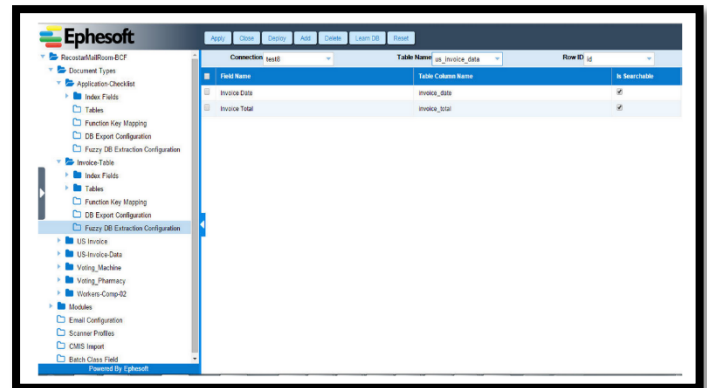 Ephesoft
Apply Close Deploy Add Delete Learn DB Reset
Connection test8 Table Name us_invoice_data Row ID id
Field Name Table Column Name Is Searchable
Invoice Date invoice_date
Invoice Total invoice_total
RecostarMailRoom-BCF
Document Types
Application-Checklist
Index Fields
Tables
Function Key Mapping
DB Export Configuration
Fuzzy DB Extraction Configuration
Invoice-Table
Index Fields
Tables
Function Key Mapping
DB Export Configuration
Fuzzy DB Extraction Configuration
US Invoice
US-Invoice-Data
Voting_Machine
Voting_Pharmacy
Workers-Comp-02
Modules
Email Configuration
Scanner Profiles
CMIS Import
Batch Class Field
Powered By Ephesoft